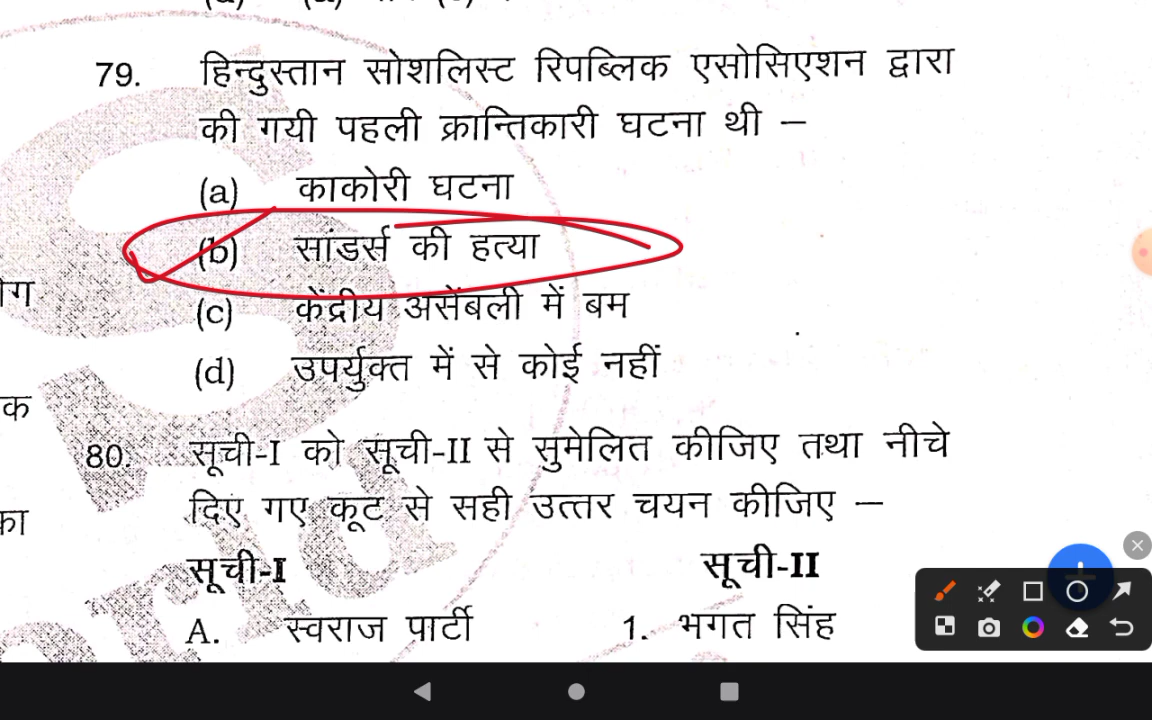 79. हिन्दुस्तान सोशलिस्ट रिपब्लिक एसोसिएशन द्वारा
की गयी पहली क्रान्तिकारी घटना थी –
(a) काकोरी घटना
(b) सांडर्स की हत्या
(c) केंद्रीय असेंबली में बम
(d) उपर्युक्त में से कोई नहीं
80. सूची-I को सूची-II से सुमेलित कीजिए तथा नीचे
दिए गए कूट से सही उत्तर चयन कीजिए –
सूची-I सूची-II
A. स्वराज पार्टी 1. भगत सिंह